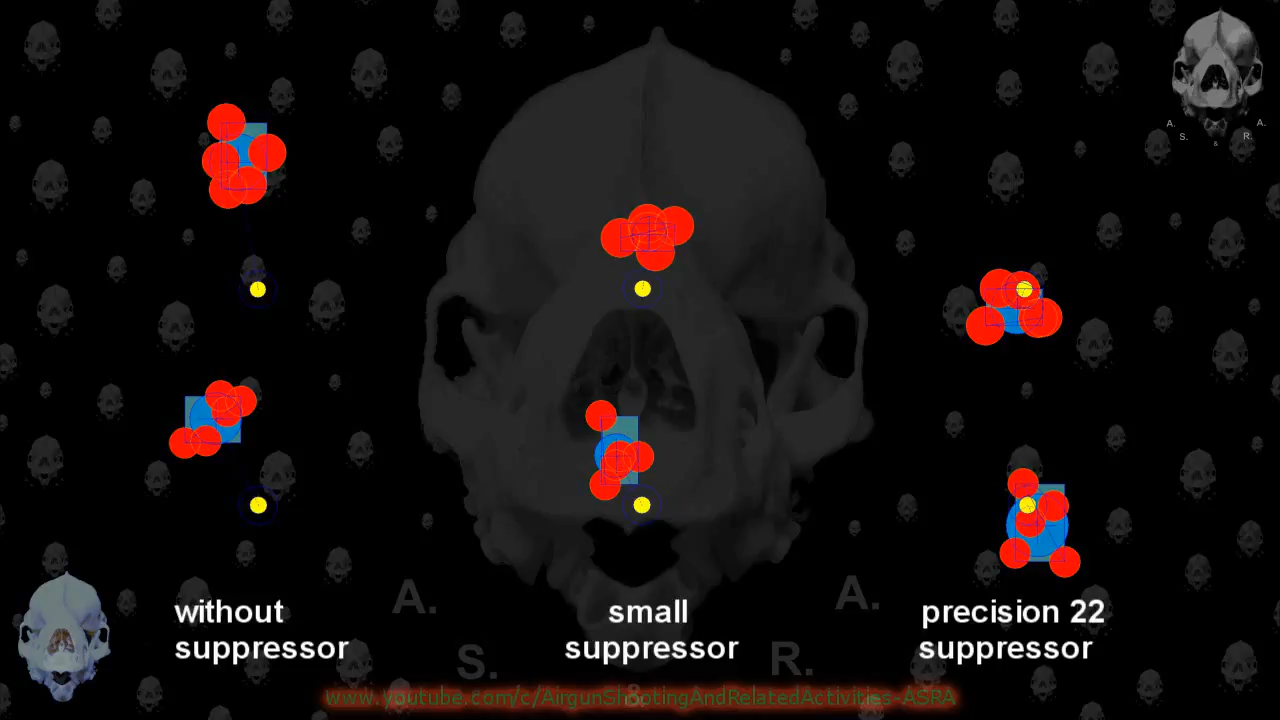 A. A.
S. R.
&
A. A.
without small precision 22
suppressor suppressor suppressor
S. R.
&
www.youtube.com/c/AirgunShootingAndRelatedActivities-ASRA